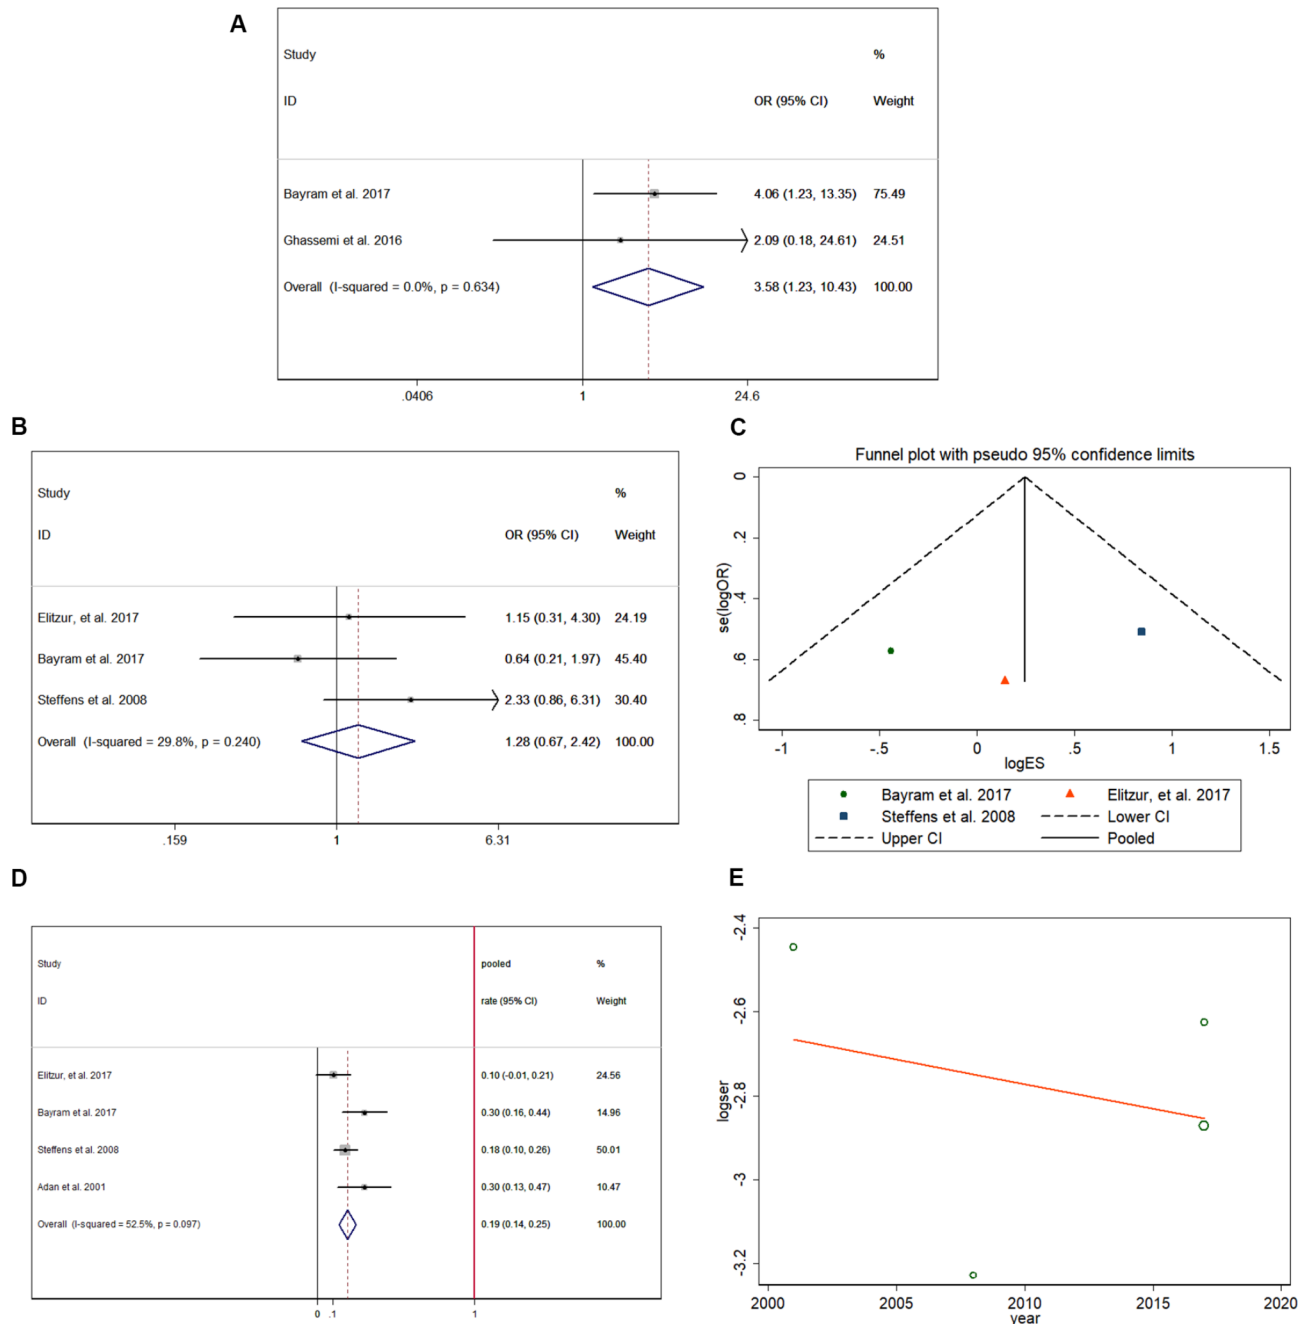 A
Study %
ID OR (95% CI) Weight
Bayram et al. 2017 4.06 (1.23, 13.35) 75.49
Ghassemi et al. 2016 2.09 (0.18, 24.61) 24.51
Overall (I-squared = 0.0%, p = 0.634) 3.58 (1.23, 10.43) 100.00
.0406 1 24.6
B
Study %
ID OR (95% CI) Weight
Elitzur, et al. 2017 1.15 (0.31, 4.30) 24.19
Bayram et al. 2017 0.64 (0.21, 1.97) 45.40
Steffens et al. 2008 2.33 (0.86, 6.31) 30.40
Overall (I-squared = 29.8%, p = 0.240) 1.28 (0.67, 2.42) 100.00
.159 1 6.31
C
Funnel plot with pseudo 95% confidence limits
0
.2
.4
.6
.8
se(logOR)
-1 -.5 0 .5 1 1.5
logES
Bayram et al. 2017 Elitzur, et al. 2017
Steffens et al. 2008 Lower CI
Upper CI Pooled
D
Study pooled %
ID rate (95% CI) Weight
Elitzur, et al. 2017 0.10 (-0.01, 0.21) 24.56
Bayram et al. 2017 0.30 (0.16, 0.44) 14.96
Steffens et al. 2008 0.18 (0.10, 0.26) 50.01
Adan et al. 2001 0.30 (0.13, 0.47) 10.47
Overall (I-squared = 52.5%, p = 0.097) 0.19 (0.14, 0.25) 100.00
0 .1 1
E
-2.4
-2.6
-2.8
-3
-3.2
logser
2000 2005 2010 2015 2020
year